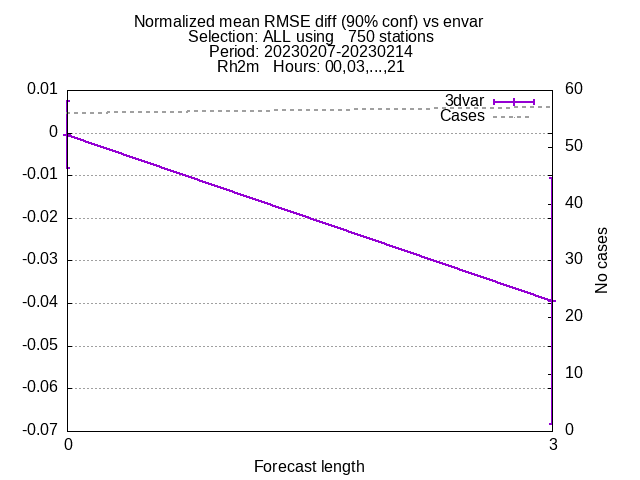 Normalized mean RMSE diff (90% conf) vs envar
Selection: ALL using   750 stations
Period: 20230207-20230214
Rh2m   Hours: 00,03,...,21
3dvar
Cases
0.01
0
-0.01
-0.02
-0.03
-0.04
-0.05
-0.06
-0.07
60
50
40
30
20
10
0
No cases
0
3
Forecast length